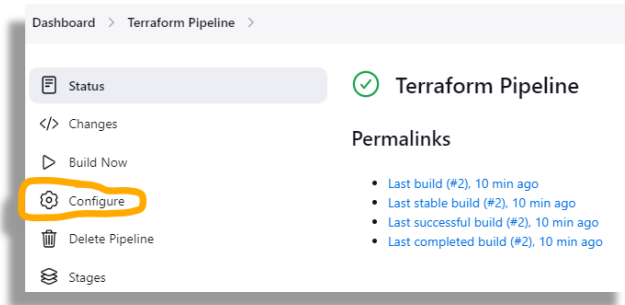 Dashboard > Terraform Pipeline >
Status
Changes
Build Now
Configure
Delete Pipeline
Stages
Terraform Pipeline
Permalinks
Last build (#2), 10 min ago
Last stable build (#2), 10 min ago
Last successful build (#2), 10 min ago
Last completed build (#2), 10 min ago